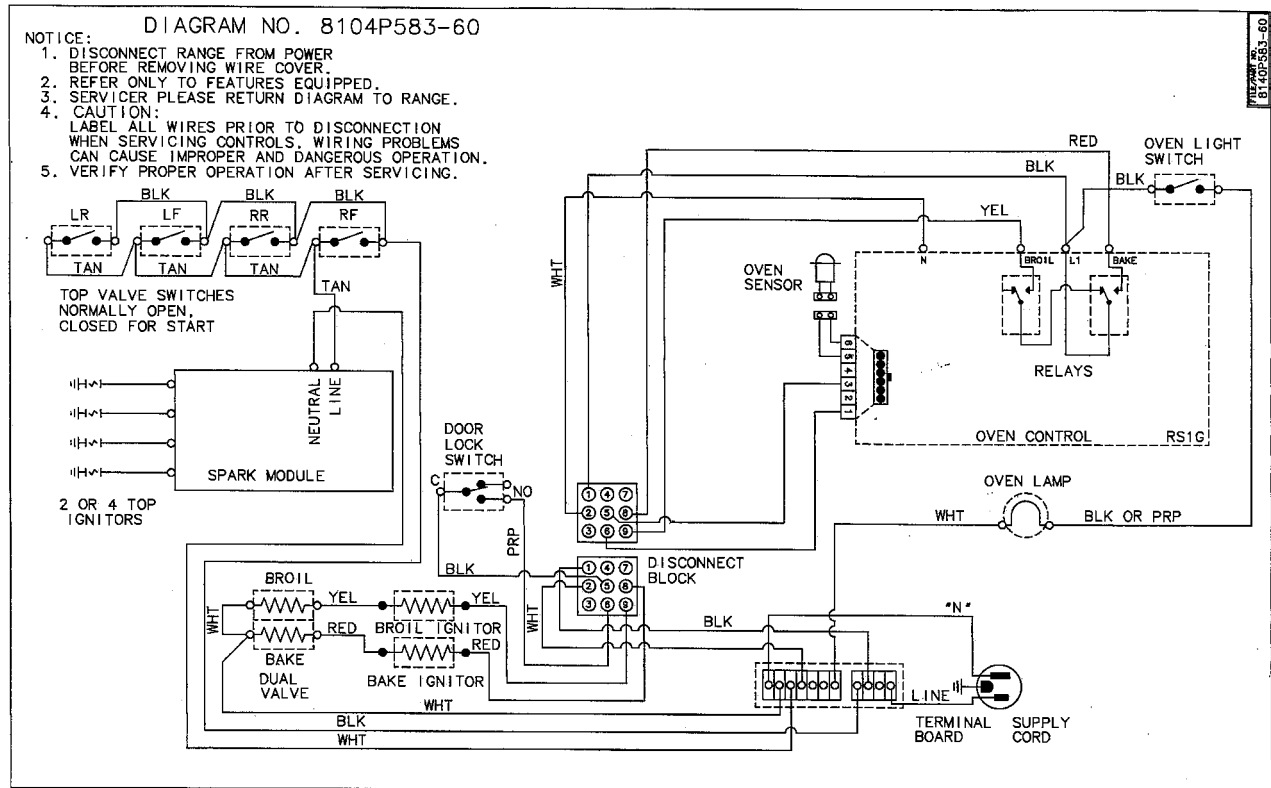 DIAGRAM NO. 8104P583-60
NOTICE:
1. DISCONNECT RANGE FROM POWER
BEFORE REMOVING WIRE COVER.
2. REFER ONLY TO FEATURES EQUIPPED.
3. SERVICER PLEASE RETURN DIAGRAM TO RANGE.
4. CAUTION:
LABEL ALL WIRES PRIOR TO DISCONNECTION
WHEN SERVICING CONTROLS, WIRING PROBLEMS
CAN CAUSE IMPROPER AND DANGEROUS OPERATION.
5. VERIFY PROPER OPERATION AFTER SERVICING.
FILE/PART NO.
8140P583-60
BLK
BLK
BLK
LR
LF
RR
RF
TAN
TAN
TAN
TAN
TOP VALVE SWITCHES
NORMALLY OPEN,
CLOSED FOR START
NEUTRAL
LINE
SPARK MODULE
2 OR 4 TOP
IGNITORS
RED
BLK
BLK
OVEN LIGHT
SWITCH
YEL
WHT
N
BROIL
L1
BAKE
OVEN
SENSOR
6
5
4
3
2
1
RELAYS
OVEN CONTROL
RS1G
DOOR
LOCK
SWITCH
C
NO
PRP
BLK
1 4 7
2 5 8
3 6 9
DISCONNECT
BLOCK
1 4 7
2 5 8
3 6 9
OVEN LAMP
WHT
BLK OR PRP
BROIL
WHT
YEL
YEL
BROIL IGNITOR
RED
RED
BAKE
BAKE IGNITOR
DUAL
VALVE
WHT
BLK
"N"
WHT
BLK
WHT
LINE
TERMINAL
BOARD
SUPPLY
CORD